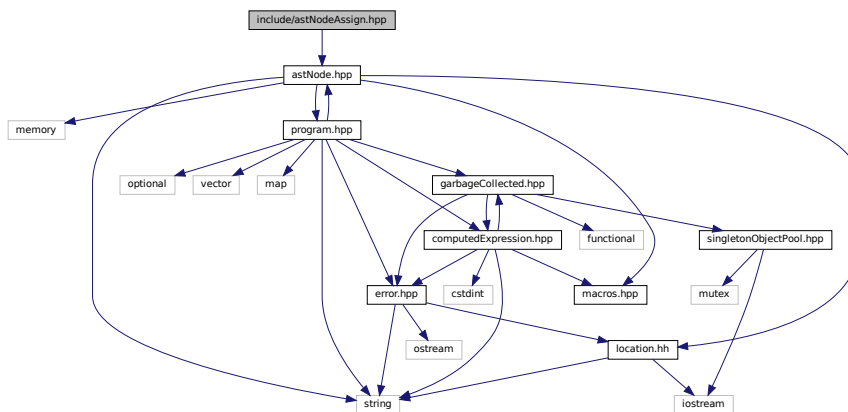 include/astNodeAssign.hpp
astNode.hpp
memory
program.hpp
optional
vector
map
garbageCollected.hpp
computedExpression.hpp
functional
singletonObjectPool.hpp
error.hpp
cstdint
macros.hpp
mutex
ostream
location.hh
string
iostream